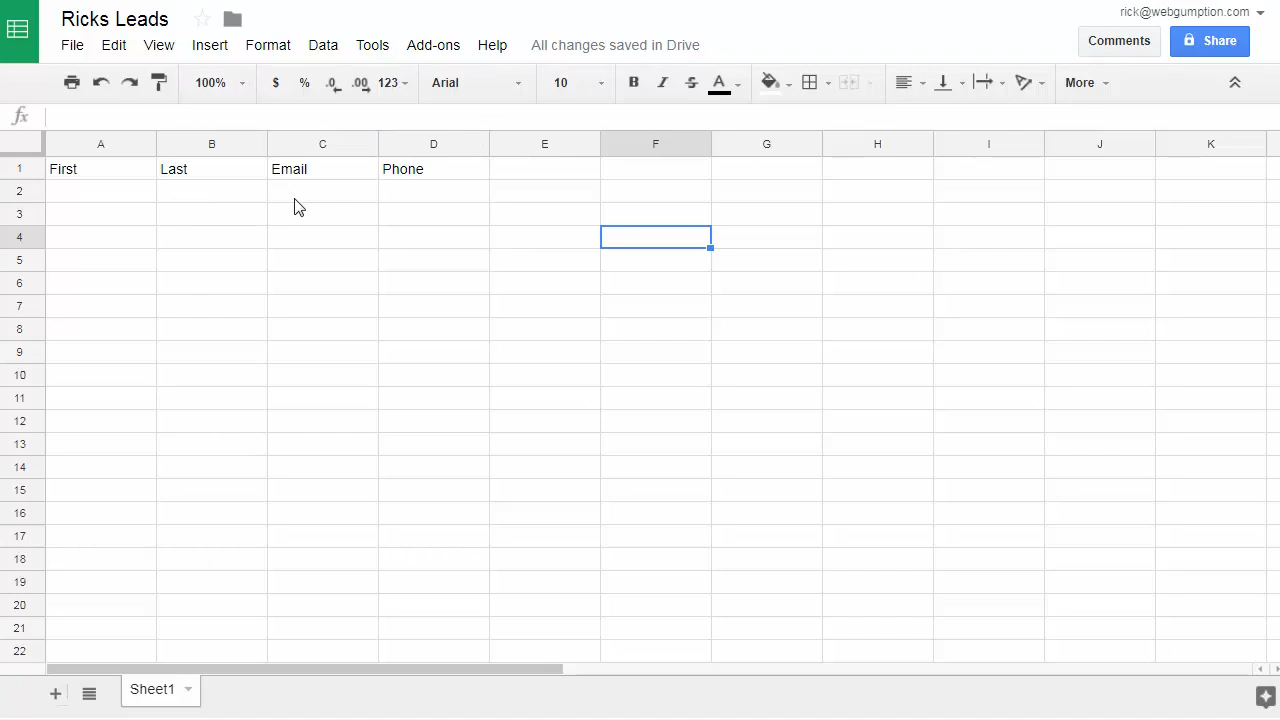 Ricks Leads
rick@webgumption.com
File Edit View Insert Format Data Tools Add-ons Help All changes saved in Drive
Comments Share
100% $ % .0 .00 123 Arial 10 B I S A More
fx
A B C D E F G H I J K
1 First Last Email Phone
2
3
4
5
6
7
8
9
10
11
12
13
14
15
16
17
18
19
20
21
22
+ Sheet1